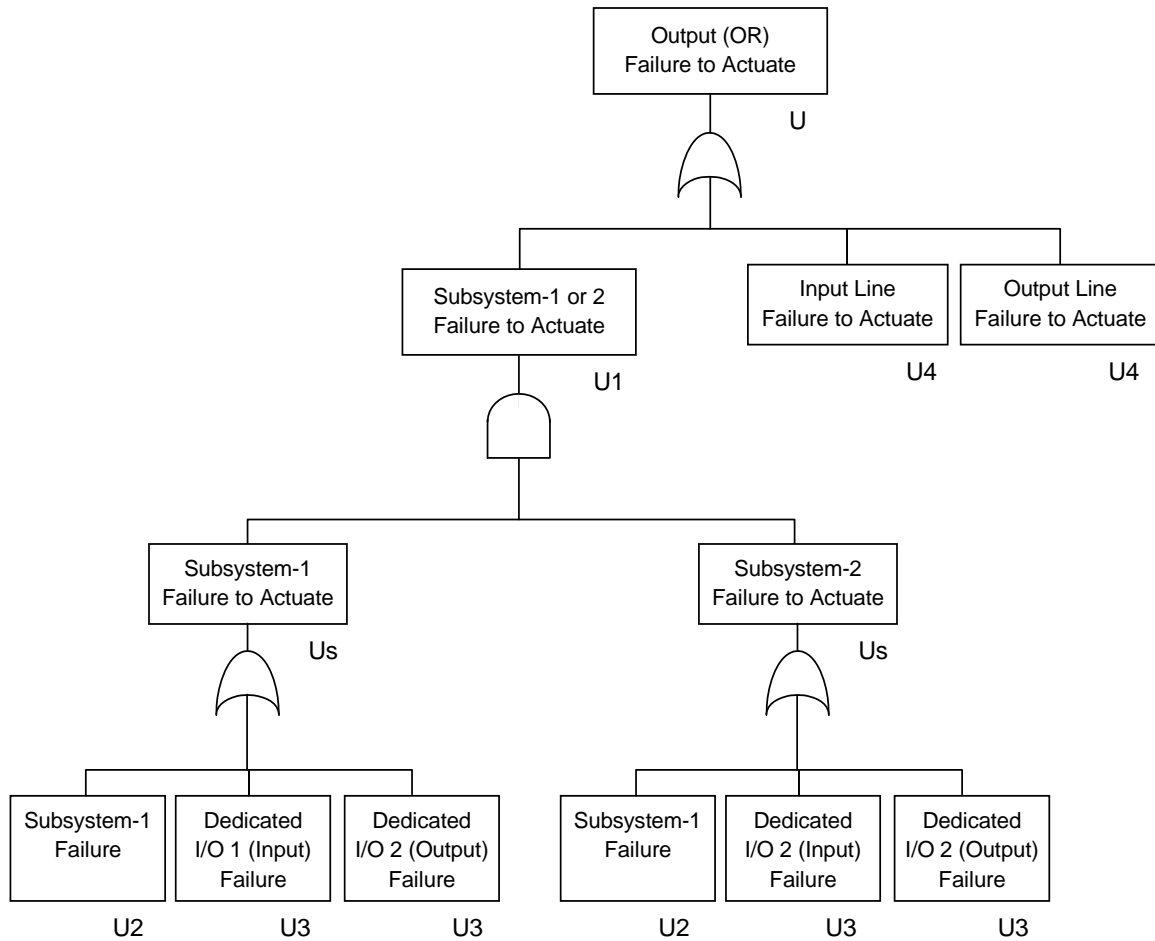 Output (OR)
Failure to Actuate
U
Subsystem-1 or 2
Failure to Actuate
U1
Input Line
Failure to Actuate
U4
Output Line
Failure to Actuate
U4
Subsystem-1
Failure to Actuate
Us
Subsystem-2
Failure to Actuate
Us
Subsystem-1
Failure
U2
Dedicated
I/O 1 (Input)
Failure
U3
Dedicated
I/O 2 (Output)
Failure
U3
Subsystem-1
Failure
U2
Dedicated
I/O 2 (Input)
Failure
U3
Dedicated
I/O 2 (Output)
Failure
U3